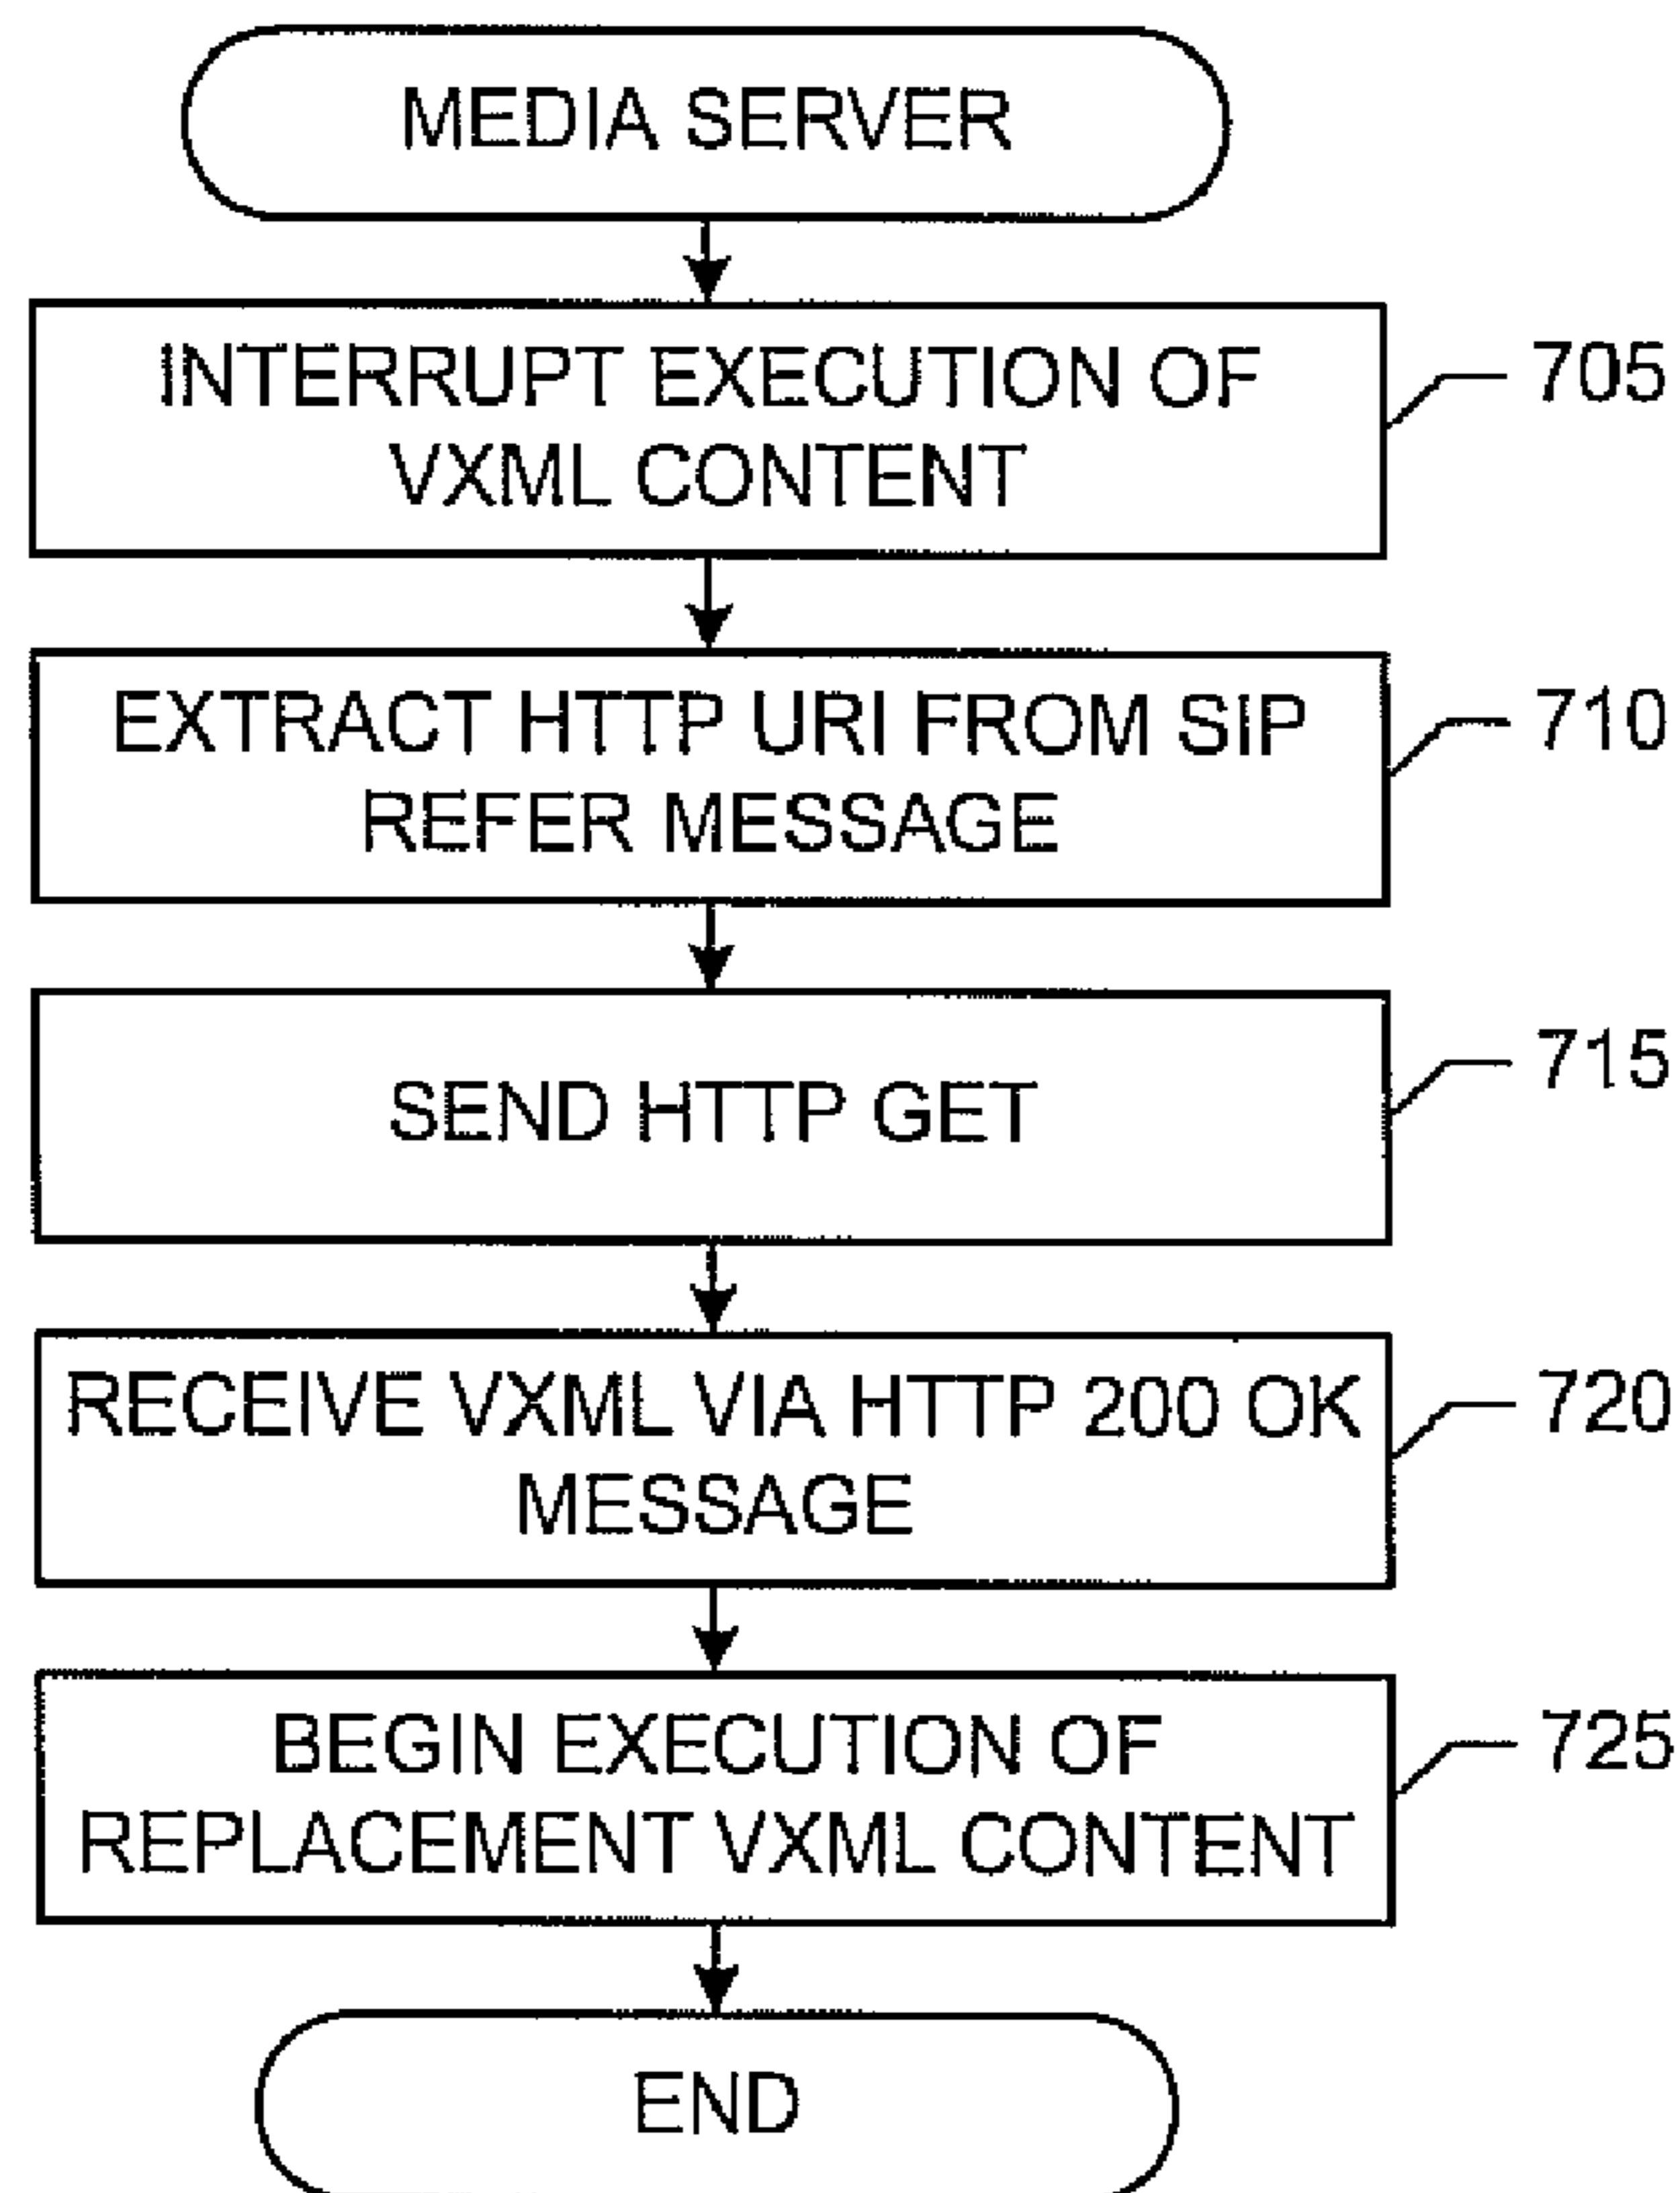 MEDIA SERVER
INTERRUPT EXECUTION OF
VXML CONTENT
705
EXTRACT HTTP URI FROM SIP
REFER MESSAGE
710
SEND HTTP GET
715
RECEIVE VXML VIA HTTP 200 OK
MESSAGE
720
BEGIN EXECUTION OF
REPLACEMENT VXML CONTENT
725
END